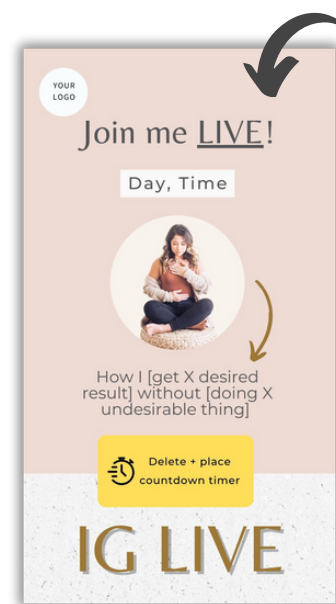 YOUR
LOGO
Join me LIVE!
Day, Time
How I [get X desired
result] without [doing X
undesirable thing]
Delete + place
countdown timer
IG LIVE